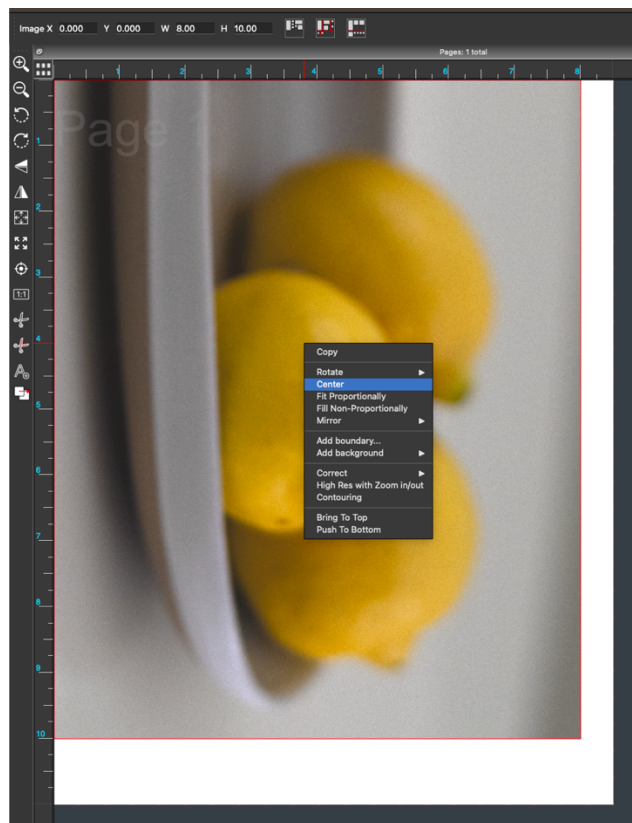 Image X 0.000 Y 0.000 W 8.00 H 10.00
Pages: 1 total
1 2 3 4 5 6 7 8
Page
1
2
3
4
5
6
7
8
9
10
1:1
Copy
Rotate
Center
Fit Proportionally
Fill Non-Proportionally
Mirror
Add boundary...
Add background
Correct
High Res with Zoom in/out
Contouring
Bring To Top
Push To Bottom